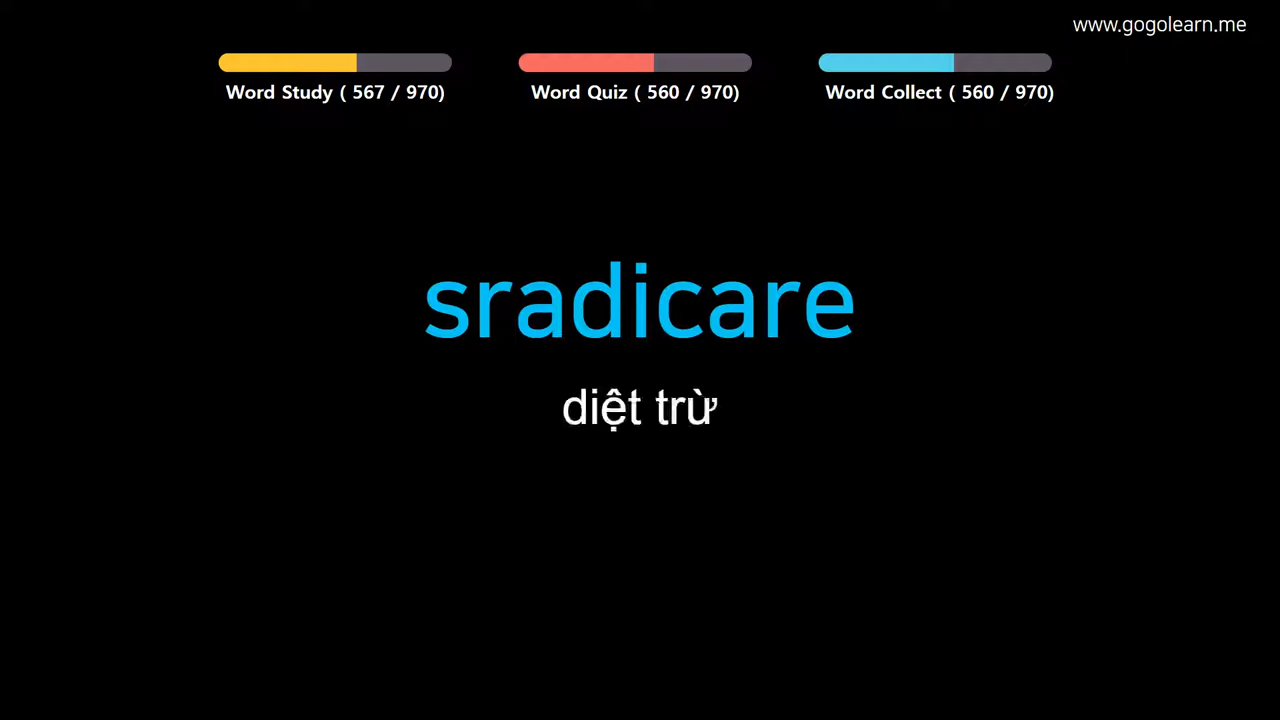 www.gogolearn.me
Word Study ( 567 / 970)
Word Quiz ( 560 / 970)
Word Collect ( 560 / 970)
sradicare
diệt trừ